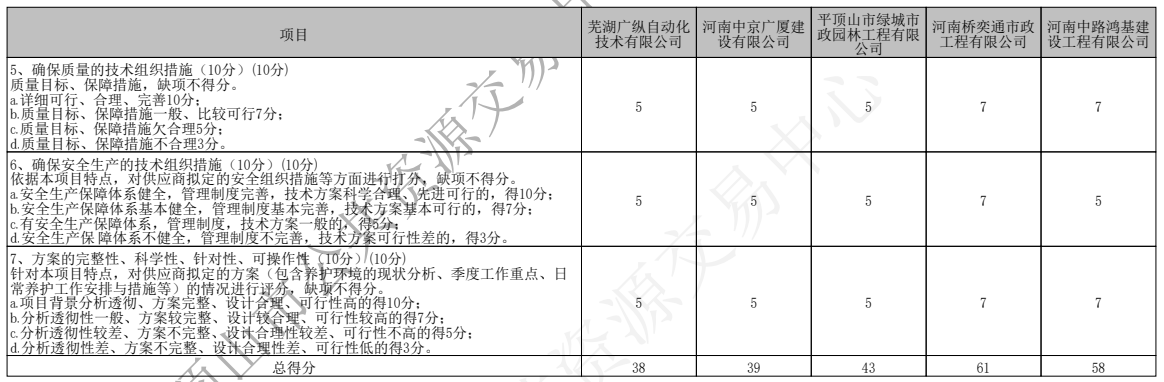 项目
芜湖广纵自动化
技术有限公司
河南中京广厦建
设有限公司
平顶山市绿城市
政园林工程有限
公司
河南桥奕通市政
工程有限公司
河南中路鸿基建
设工程有限公司
5、确保质量的技术组织措施（10分）(10分)
质量目标、保障措施，缺项不得分。
a.详细可行、合理、完善10分；
b.质量目标、保障措施一般、比较可行7分；
c.质量目标、保障措施欠合理5分；
d.质量目标、保障措施不合理3分。
5 5 5 7 7
6、确保安全生产的技术组织措施（10分）(10分)
依据本项目特点，对供应商拟定的安全组织措施等方面进行打分，缺项不得分。
a.安全生产保障体系健全，管理制度完善，技术方案科学合理、先进可行的，得10分；
b.安全生产保障体系基本健全，管理制度基本完善，技术方案基本可行的，得7分；
c.有安全生产保障体系，管理制度，技术方案一般的，得5分；
d.安全生产保障体系不健全，管理制度不完善，技术方案可行性差的，得3分。
5 5 5 7 5
7、方案的完整性、科学性、针对性、可操作性（10分）(10分)
针对本项目特点，对供应商拟定的方案（包含养护环境的现状分析、季度工作重点、日
常养护工作安排与措施等）的情况进行评分，缺项不得分。
a.项目背景分析透彻、方案完整、设计合理、可行性高的得10分；
b.分析透彻性一般、方案较完整、设计较合理、可行性较高的得7分；
c.分析透彻性较差、方案不完整、设计合理性较差、可行性不高的得5分；
d.分析透彻性差、方案不完整、设计合理性差、可行性低的得3分。
5 5 5 7 7
总得分 38 39 43 61 58